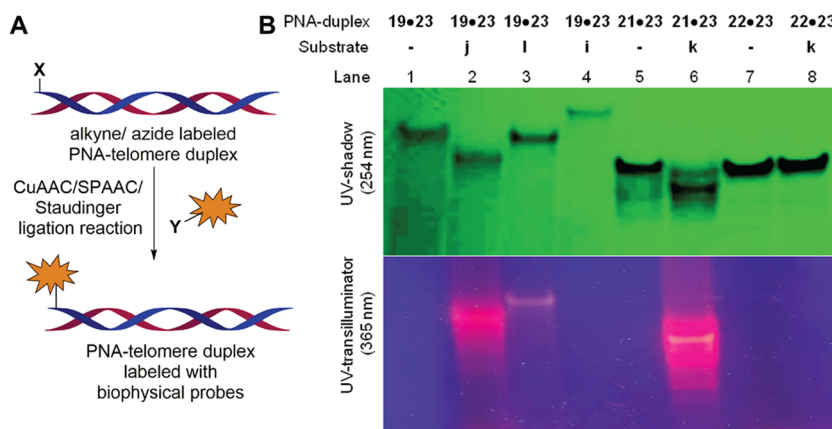 A
X
alkyne/ azide labeled
PNA-telomere duplex
CuAAC/SPAAC/
Staudinger
ligation reaction
Y
PNA-telomere duplex
labeled with
biophysical probes
B
PNA-duplex 19●23 19●23 19●23 19●23 21●23 21●23 22●23 22●23
Substrate - j l i - k - k
Lane 1 2 3 4 5 6 7 8
UV-shadow
(254 nm)
UV-transilluminator
(365 nm)